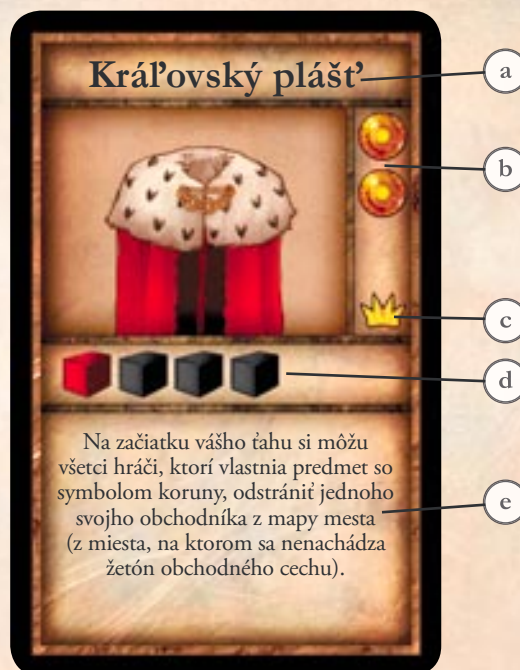 Kráľovský plášť
a
b
c
d
Na začiatku vášho ťahu si môžu
všetci hráči, ktorí vlastnia predmet so
symbolom koruny, odstrániť jednoho
svojho obchodníka z mapy mesta
(z miesta, na ktorom sa nenachádza
žetón obchodného cechu).
e